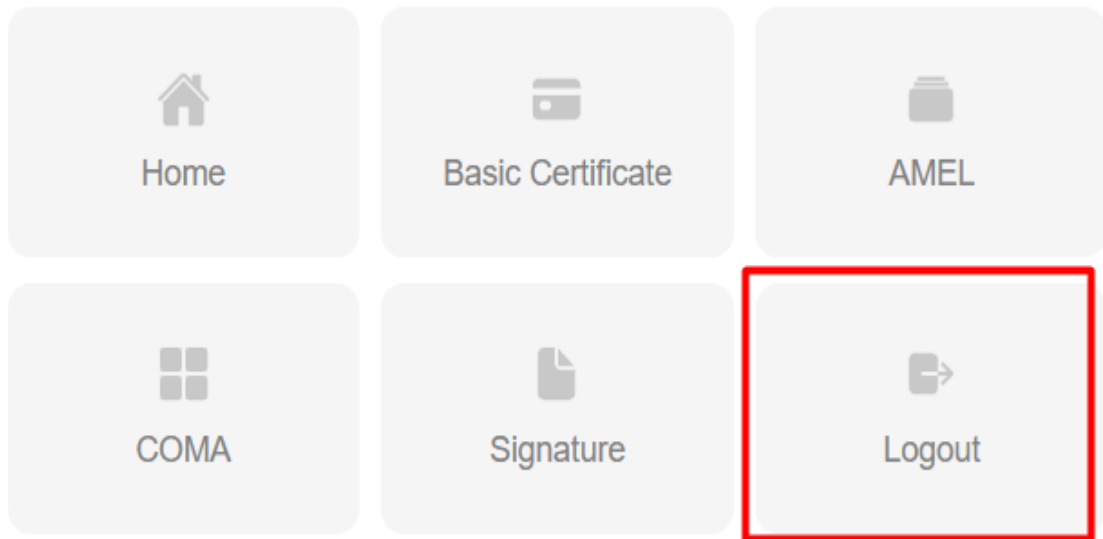 Home
Basic Certificate
AMEL
COMA
Signature
Logout